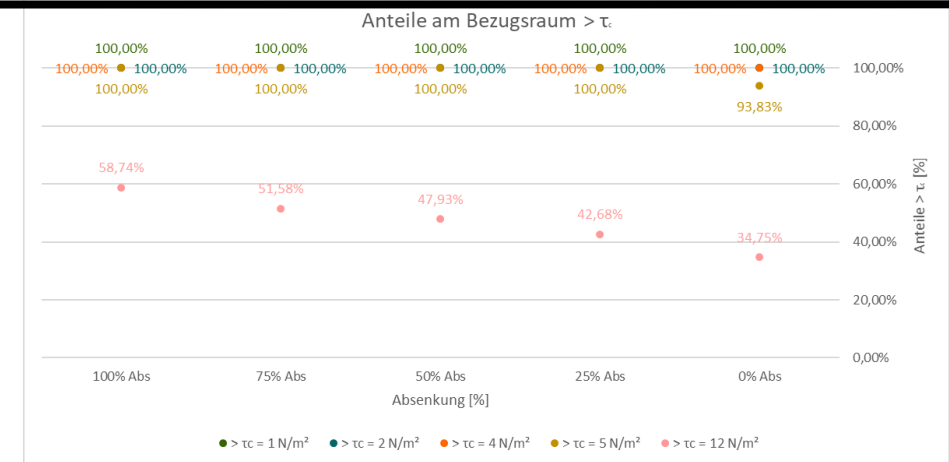 Anteile am Bezugsraum > τc
100,00% 100,00% 100,00% 100,00% 100,00%
100,00% 100,00% 100,00% 100,00% 100,00% 100,00% 100,00% 100,00% 100,00% 100,00% 100,00%
100,00% 100,00% 100,00% 100,00% 93,83%
80,00%
58,74% 51,58% 47,93% 42,68% 34,75%
60,00%
40,00%
20,00%
0,00%
Anteile > τc [%]
100% Abs 75% Abs 50% Abs 25% Abs 0% Abs
Absenkung [%]
> τc = 1 N/m² > τc = 2 N/m² > τc = 4 N/m² > τc = 5 N/m² > τc = 12 N/m²